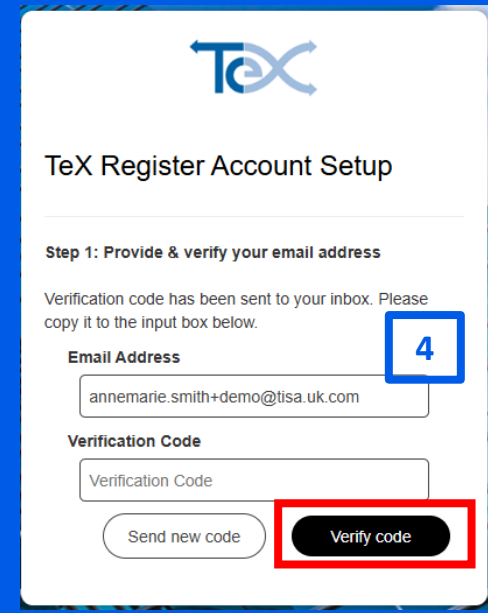 TeX
TeX Register Account Setup
Step 1: Provide & verify your email address
Verification code has been sent to your inbox. Please
copy it to the input box below.
4
Email Address
annemarie.smith+demo@tisa.uk.com
Verification Code
Verification Code
Send new code
Verify code